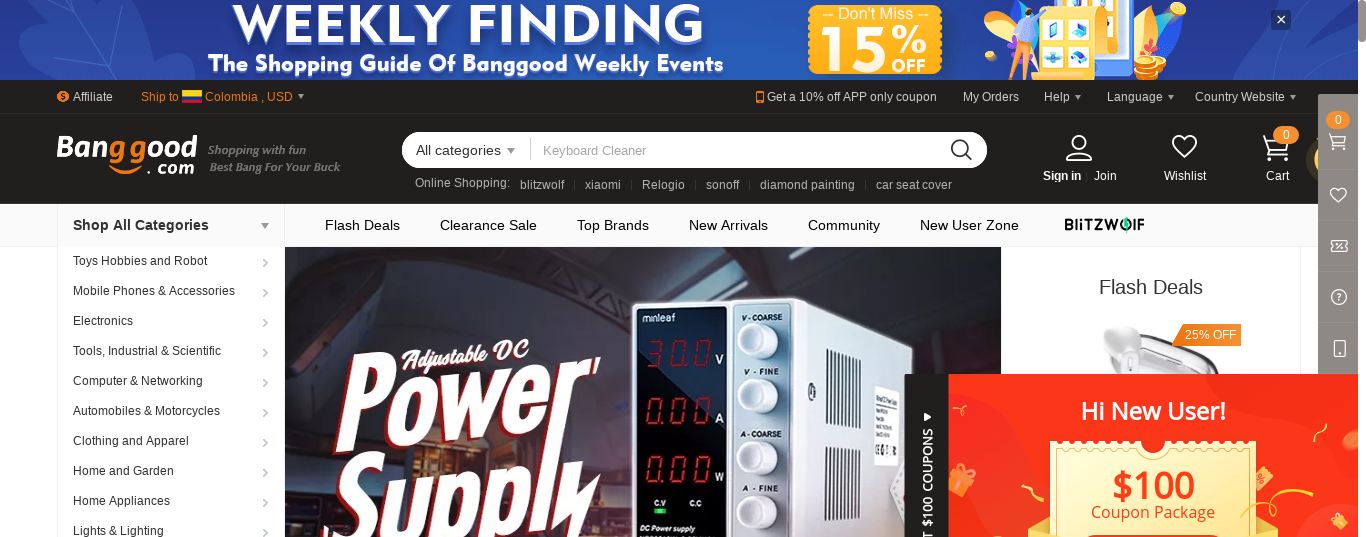 WEEKLY FINDING
The Shopping Guide Of Banggood Weekly Events
-- Don't Miss --
15% OFF
✕
Affiliate
Ship to Colombia , USD
Get a 10% off APP only coupon
My Orders
Help
Language
Country Website
Banggood.com
Shopping with fun
Best Bang For Your Buck
All categories
Keyboard Cleaner
Online Shopping:
blitzwolf
xiaomi
Relogio
sonoff
diamond painting
car seat cover
Sign in
Join
Wishlist
0
Cart
0
Shop All Categories
Flash Deals
Clearance Sale
Top Brands
New Arrivals
Community
New User Zone
BLITZWOLF
Toys Hobbies and Robot
Mobile Phones & Accessories
Electronics
Tools, Industrial & Scientific
Computer & Networking
Automobiles & Motorcycles
Clothing and Apparel
Home and Garden
Home Appliances
Lights & Lighting
Adjustable DC
Power
Supply
minleaf
30.0 V
0.00 A
0.00 W
C.V
C.C
DC Power supply
V - COARSE
V - FINE
A - COARSE
A - FINE
Flash Deals
25% OFF
$100 COUPONS
Hi New User!
$100
Coupon Package